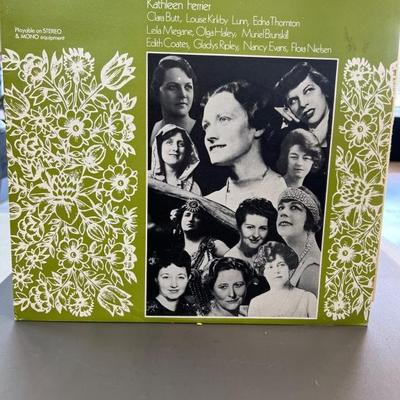 Kathleen Ferrier
Clara Butt, Louise Kirkby Lunn, Edna Thornton
Leila Megane, Olga Haley, Muriel Brunskill
Edith Coates, Gladys Ripley, Nancy Evans, Flora Nielsen
Playable on STEREO
& MONO equipment